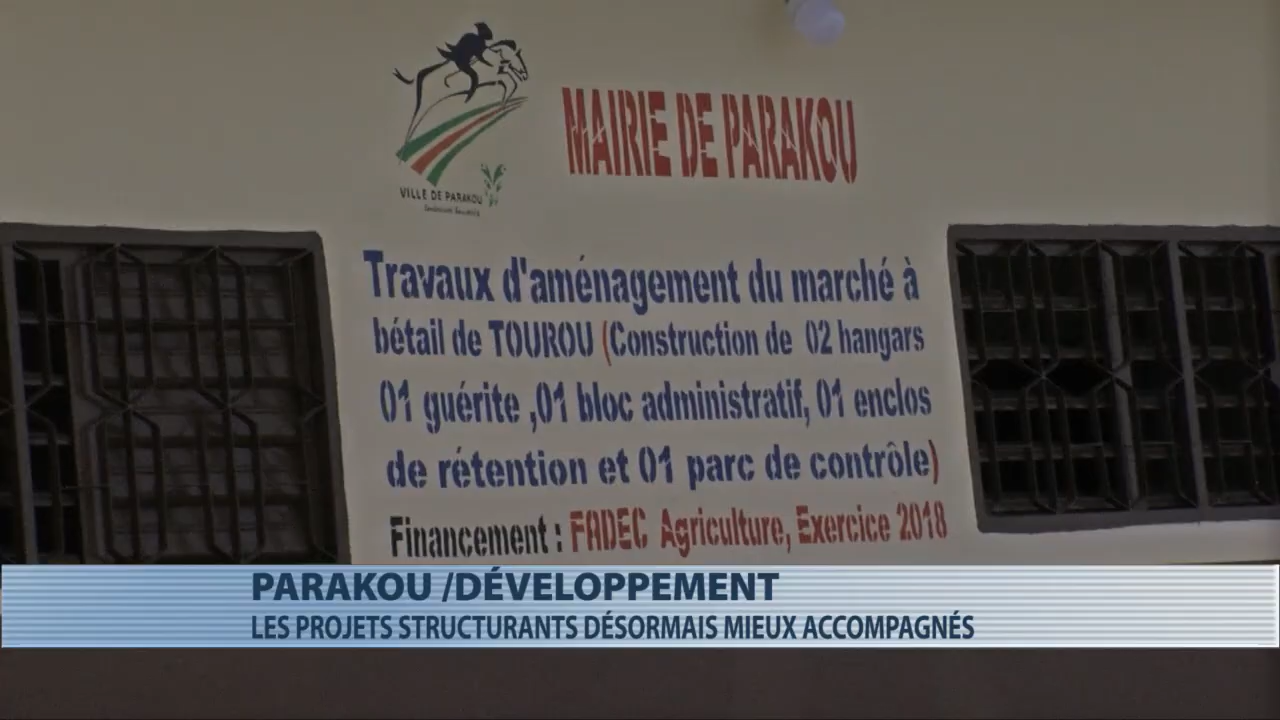 VILLE DE PARAKOU
MAIRIE DE PARAKOU
Travaux d'aménagement du marché à
bétail de TOUROU (Construction de 02 hangars
01 guérite ,01 bloc administratif, 01 enclos
de rétention et 01 parc de contrôle)
Financement : FADEC Agriculture, Exercice 2018
PARAKOU /DÉVELOPPEMENT
LES PROJETS STRUCTURANTS DÉSORMAIS MIEUX ACCOMPAGNÉS